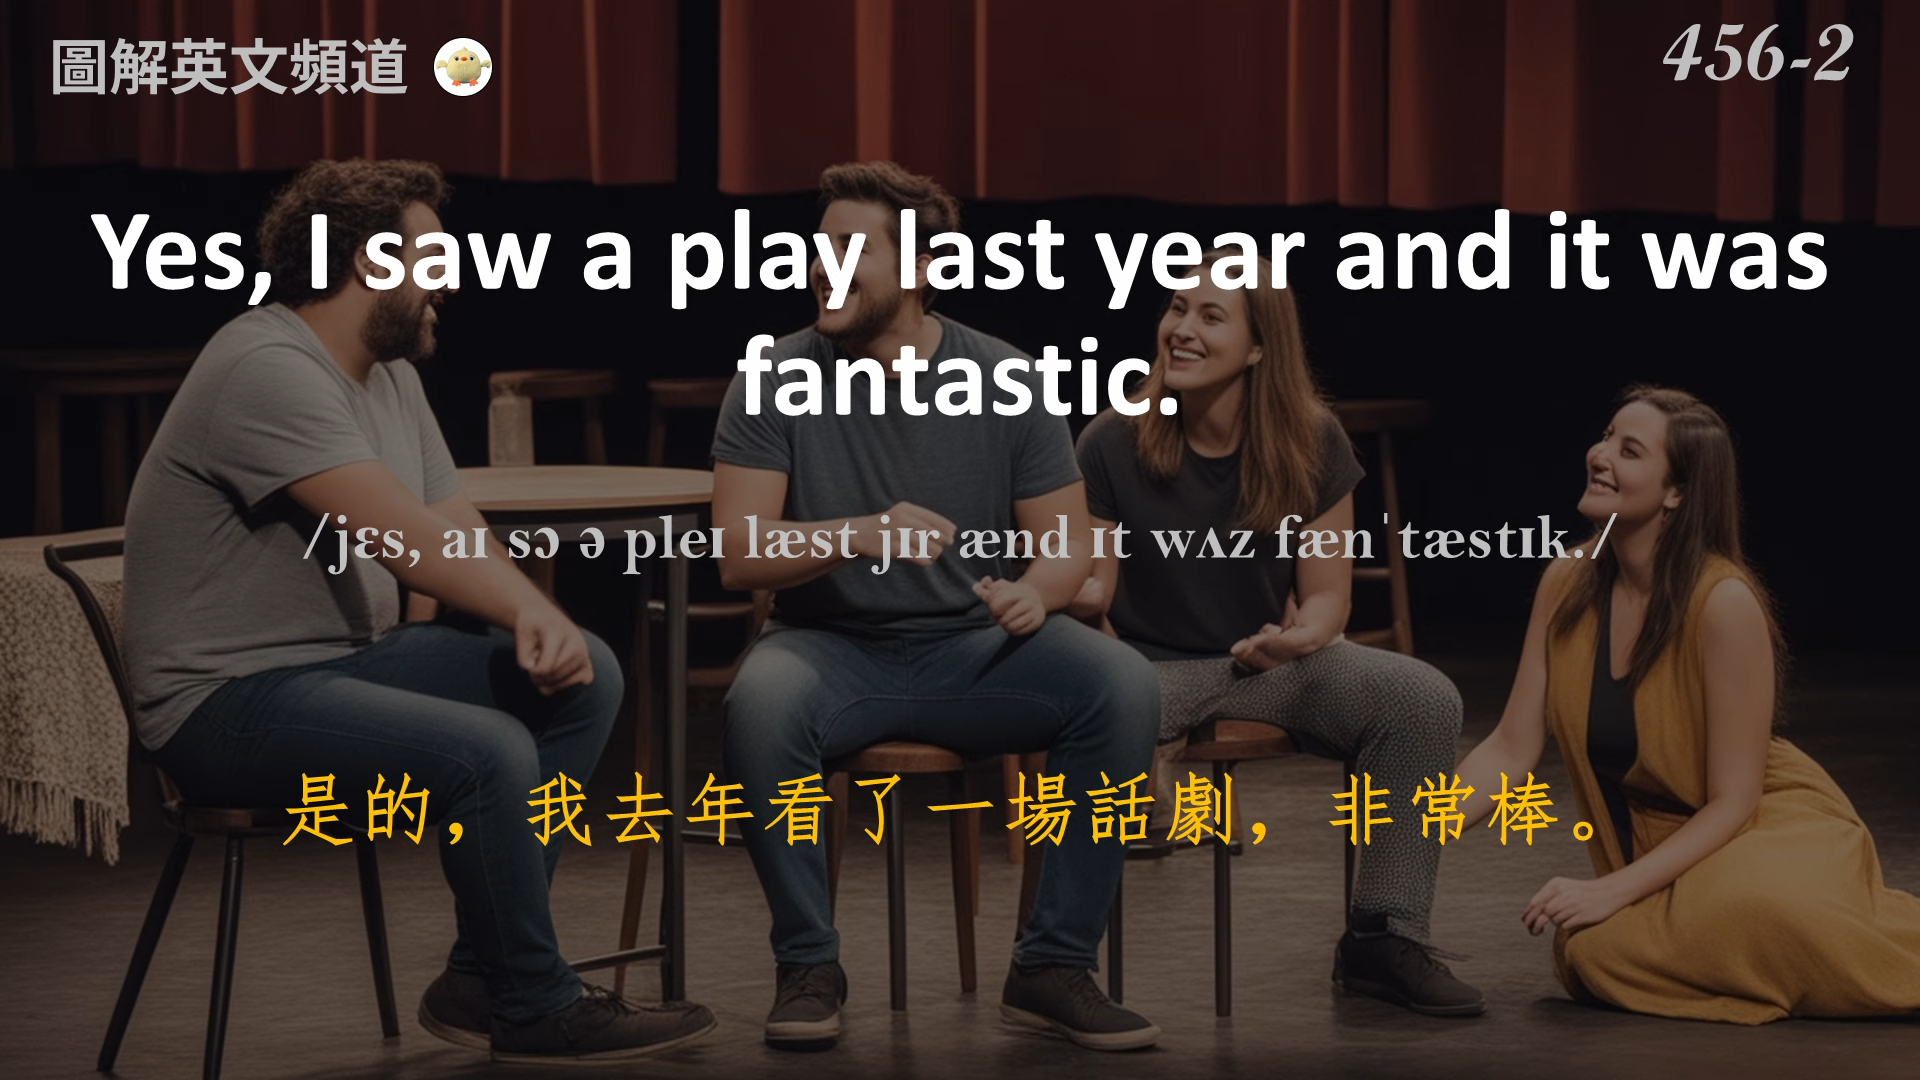 圖解英文頻道
456-2
Yes, I saw a play last year and it was
fantastic.
/jɛs, aɪ sɔ ə pleɪ læst jɪr ænd ɪt wʌz fænˈtæstɪk./
是的，我去年看了一場話劇，非常棒。